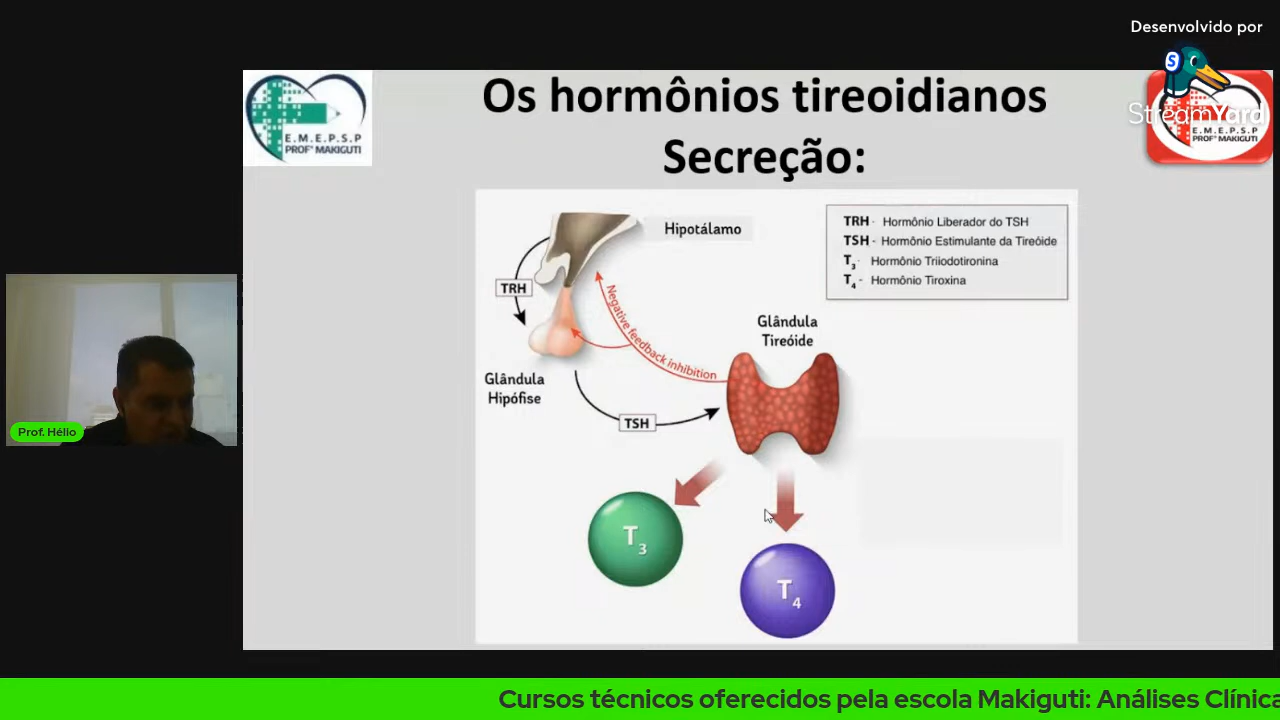 Desenvolvido por
S
StreamYard
E.M.E.P.S.P
PROFª MAKIGUTI
E.M.E.P.S.P
PROFª MAKIGUTI
Os hormônios tireoidianos
Secreção:
Hipotálamo
TRH - Hormônio Liberador do TSH
TSH - Hormônio Estimulante da Tireóide
T3 - Hormônio Triiodotironina
T4 - Hormônio Tiroxina
TRH
Negative feedback inhibition
Glândula
Tireóide
Glândula
Hipófise
TSH
T3
T4
Prof. Hélio
Cursos técnicos oferecidos pela escola Makiguti: Análises Clínica